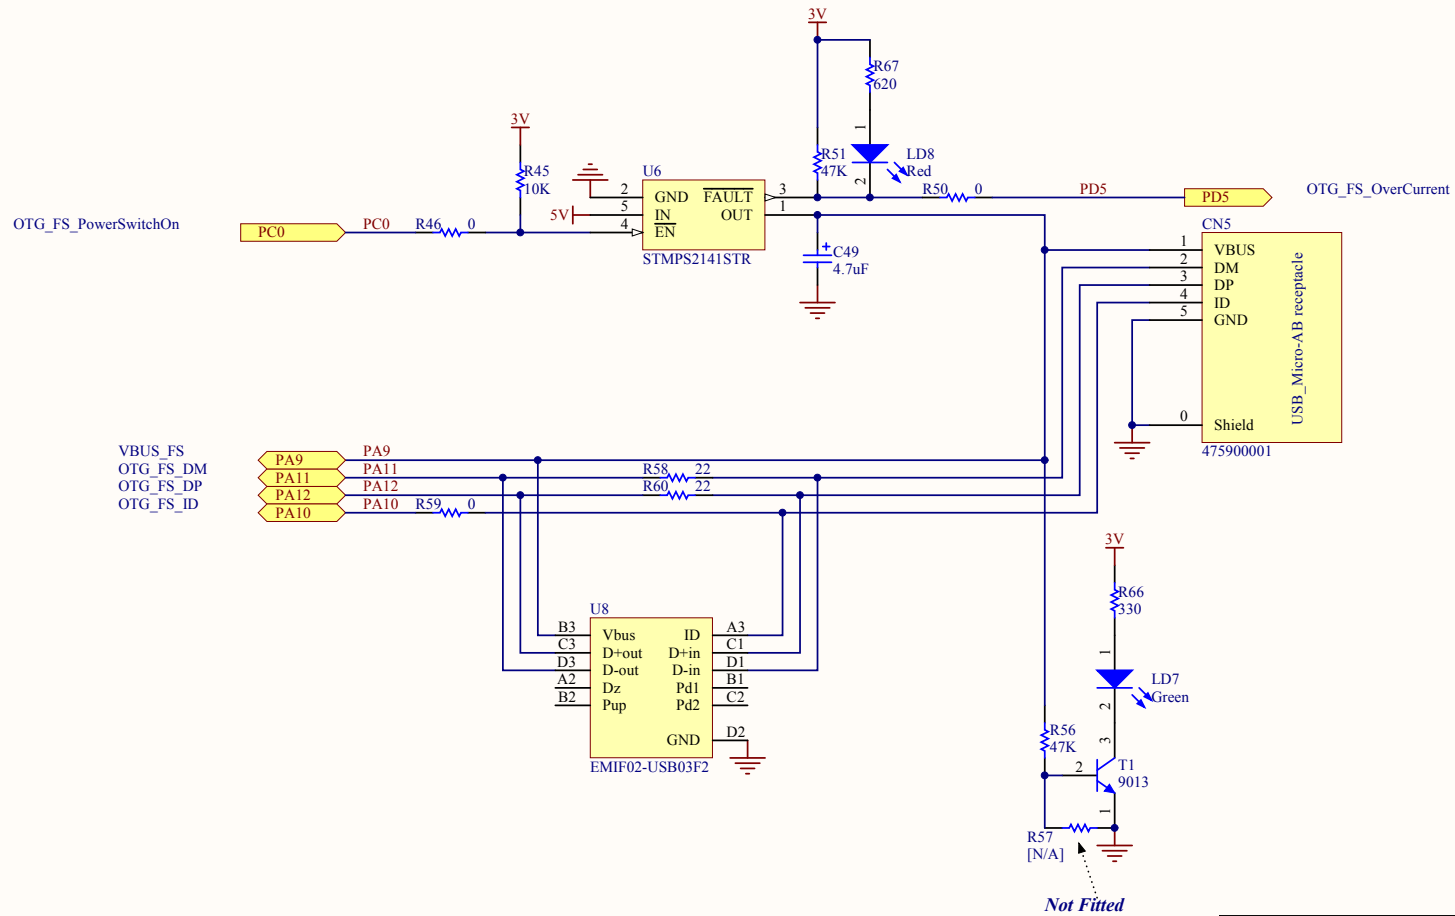 3V
R67
620
1
3V
R51
LD8
47K
Red
2
R45
10K
U6
2
GND
FAULT
3
R50
0
PD5
PD5
OTG_FS_OverCurrent
5V
5
IN
OUT
1
OTG_FS_PowerSwitchOn
PC0
PC0
R46
0
4
EN
STMPS2141STR
C49
4.7uF
+
CN5
1
VBUS
2
DM
3
DP
4
ID
5
GND
USB_Micro-AB receptacle
0
Shield
475900001
VBUS_FS
PA9
PA9
OTG_FS_DM
PA11
PA11
R58
22
OTG_FS_DP
PA12
PA12
R60
22
OTG_FS_ID
PA10
PA10
R59
0
3V
R66
330
1
LD7
Green
2
U8
B3
Vbus
ID
A3
C3
D+out
D+in
C1
D3
D-out
D-in
D1
A2
Dz
Pd1
B1
B2
Pup
Pd2
C2
GND
D2
EMIF02-USB03F2
R56
47K
3
2
T1
9013
1
R57
[N/A]
Not Fitted